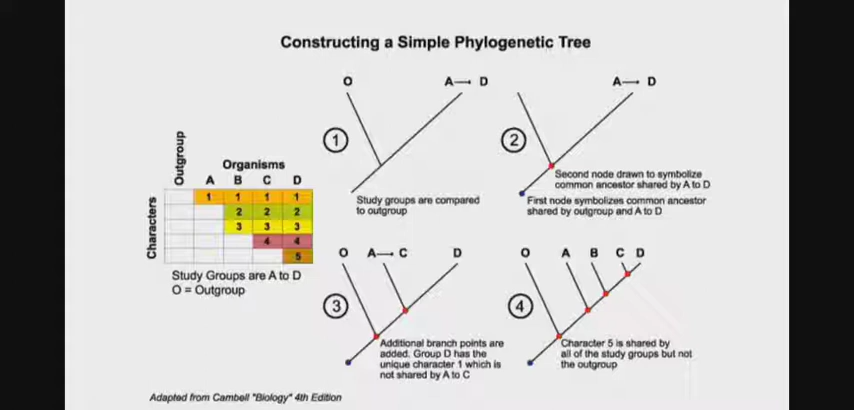 Constructing a Simple Phylogenetic Tree
O A→ D
A→ D
1
2
Outgroup
Organisms
A B C D
Characters
1 1 1 1
2 2 2
3 3 3
4 4
5
Study Groups are A to D
O = Outgroup
Study groups are compared
to outgroup
Second node drawn to symbolize
common ancestor shared by A to D
First node symbolizes common ancestor
shared by outgroup and A to D
O A→ C D
O A B C D
3
4
Additional branch points are
added. Group D has the
unique character 1 which is
not shared by A to C
Character 5 is shared by
all of the study groups but not
the outgroup
Adapted from Cambell "Biology" 4th Edition